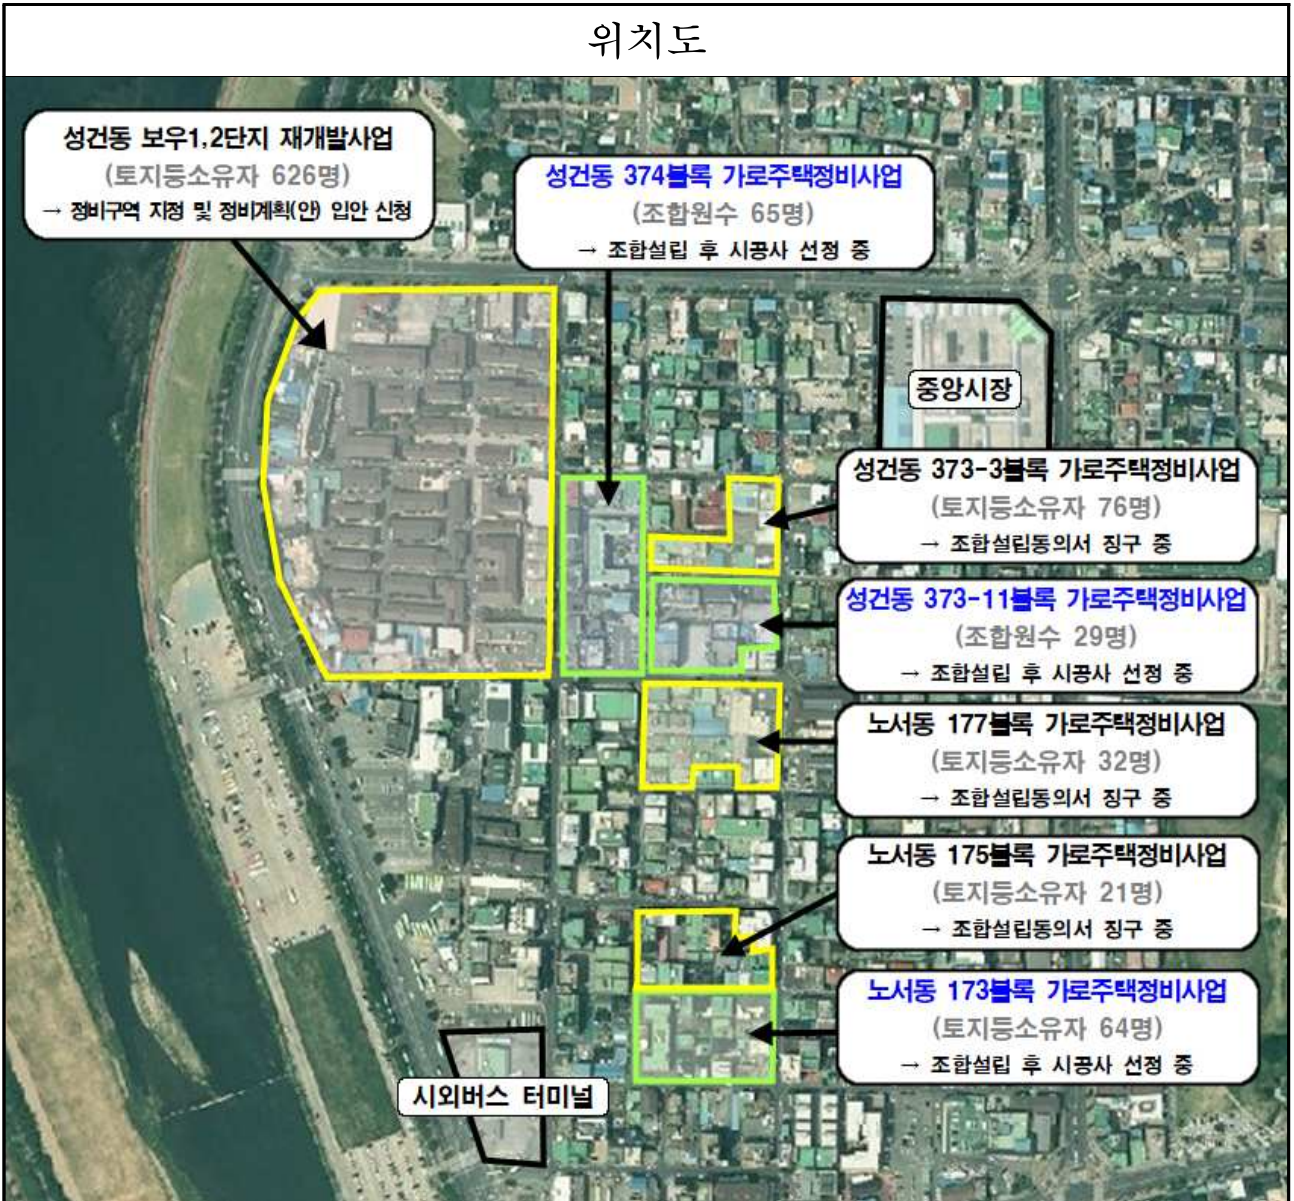 위치도
성건동 보우1,2단지 재개발사업
(토지등소유자 626명)
→ 정비구역 지정 및 정비계획(안) 입안 신청
성건동 374블록 가로주택정비사업
(조합원수 65명)
→ 조합설립 후 시공사 선정 중
중앙시장
성건동 373-3블록 가로주택정비사업
(토지등소유자 76명)
→ 조합설립동의서 징구 중
성건동 373-11블록 가로주택정비사업
(조합원수 29명)
→ 조합설립 후 시공사 선정 중
노서동 177블록 가로주택정비사업
(토지등소유자 32명)
→ 조합설립동의서 징구 중
노서동 175블록 가로주택정비사업
(토지등소유자 21명)
→ 조합설립동의서 징구 중
노서동 173블록 가로주택정비사업
(토지등소유자 64명)
→ 조합설립 후 시공사 선정 중
시외버스 터미널